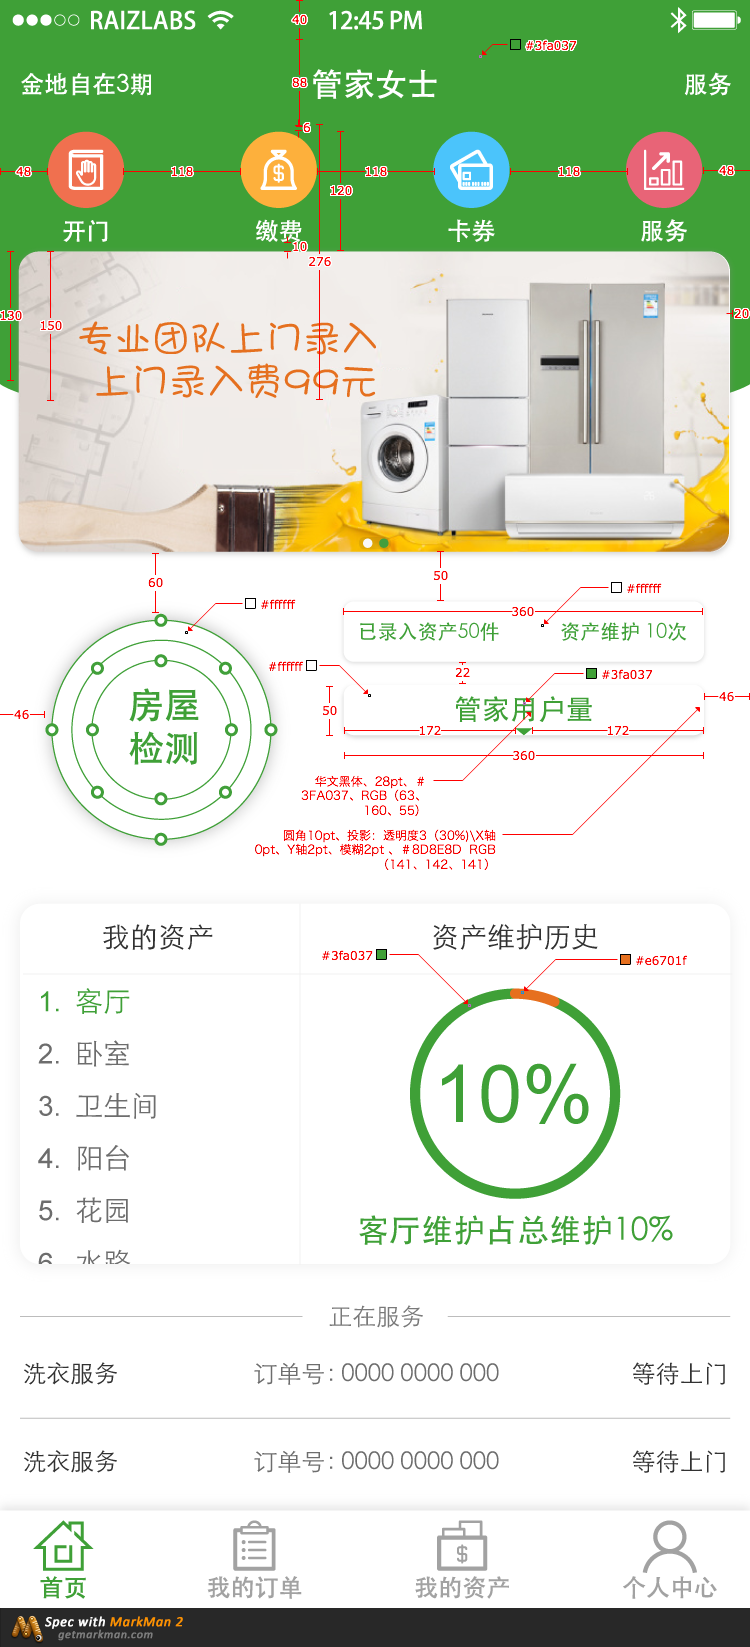 RAIZLABS 12:45 PM
40
#3fa037
金地自在3期 88 管家女士 服务
6
48 118 118 118 48
120
开门 缴费 卡券 服务
10
276
130 150 20
专业团队上门录入
上门录入费99元
60 50
#ffffff #ffffff
360
已录入资产50件 资产维护 10次
#ffffff 22 #3fa037
46 50 管家用户量 46
172 172
360
房屋
检测
华文黑体、28pt、#
3FA037、RGB（63、
160、55）
圆角10pt、投影：透明度3（30%)\X轴
0pt、Y轴2pt、模糊2pt 、#8D8E8D RGB
（141、142、141）
我的资产 资产维护历史
#3fa037 #e6701f
1. 客厅
2. 卧室
3. 卫生间
4. 阳台
5. 花园
6. 水路
10%
客厅维护占总维护10%
正在服务
洗衣服务 订单号：0000 0000 000 等待上门
洗衣服务 订单号：0000 0000 000 等待上门
首页 我的订单 我的资产 个人中心
Spec with MarkMan 2
getmarkman.com